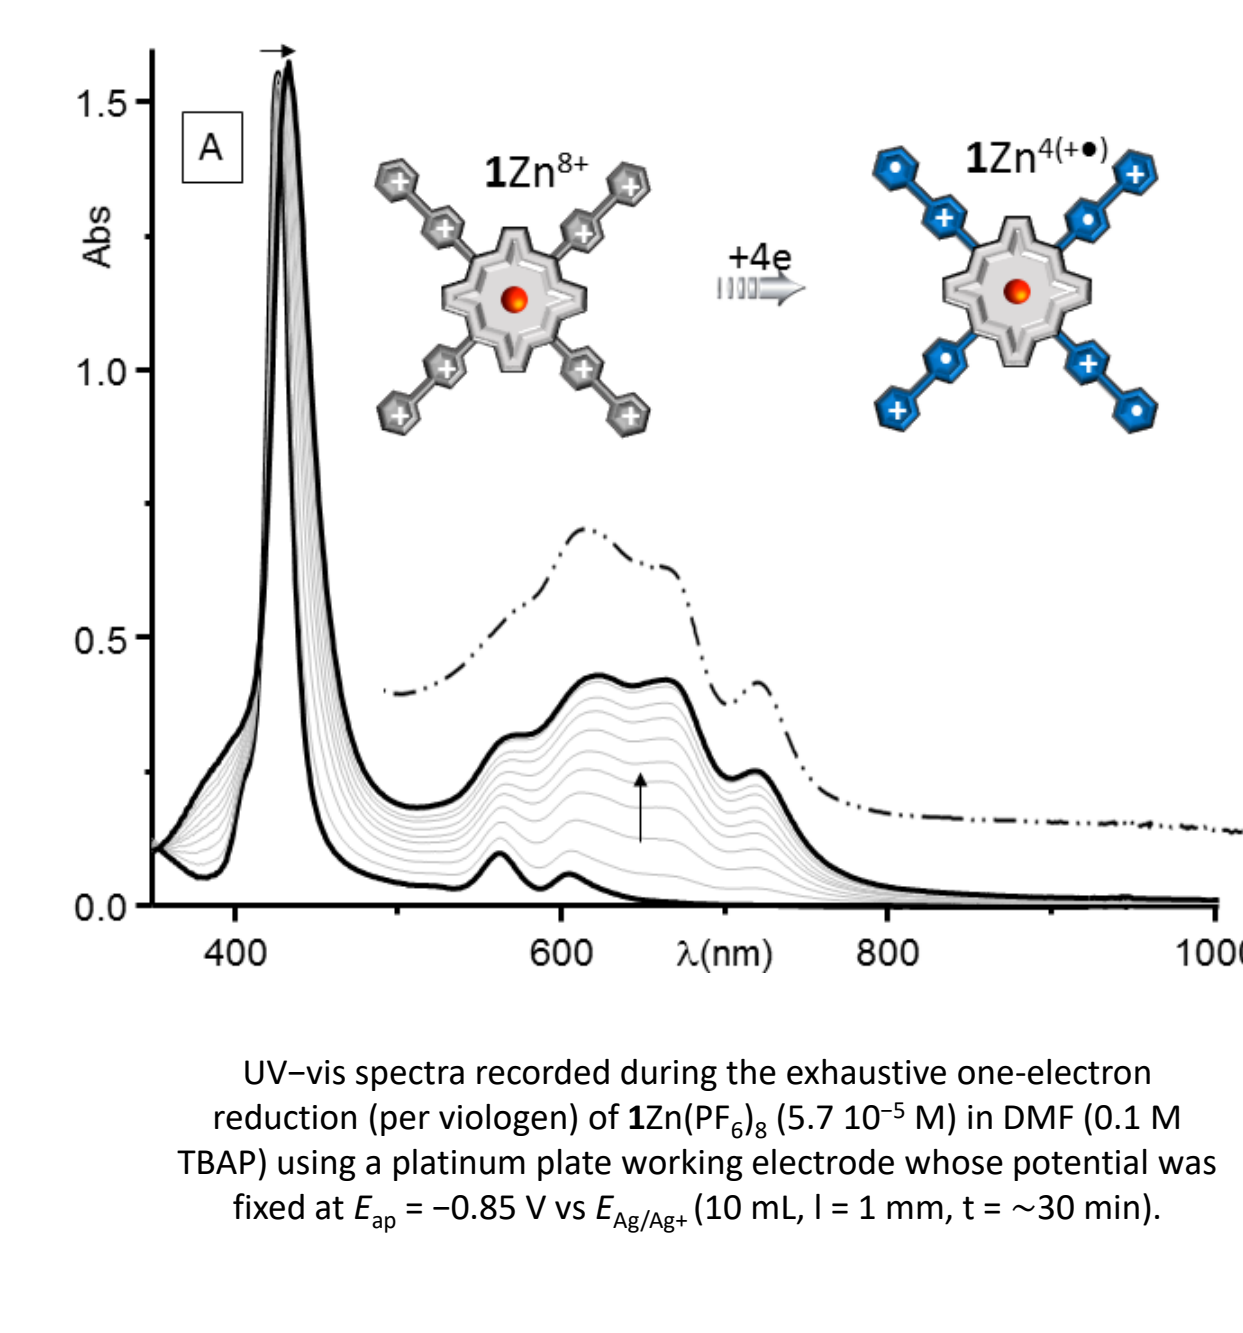 1.5
A
1Zn⁸⁺
1Zn⁴⁽⁺•⁾
Abs
+4e
1.0
0.5
0.0
400
600
λ(nm)
800
UV−vis spectra recorded during the exhaustive one-electron
reduction (per viologen) of 1Zn(PF₆)₈ (5.7 10⁻⁵ M) in DMF (0.1 M
TBAP) using a platinum plate working electrode whose potential was
fixed at Eap = −0.85 V vs EAg/Ag+ (10 mL, l = 1 mm, t = ∼30 min).